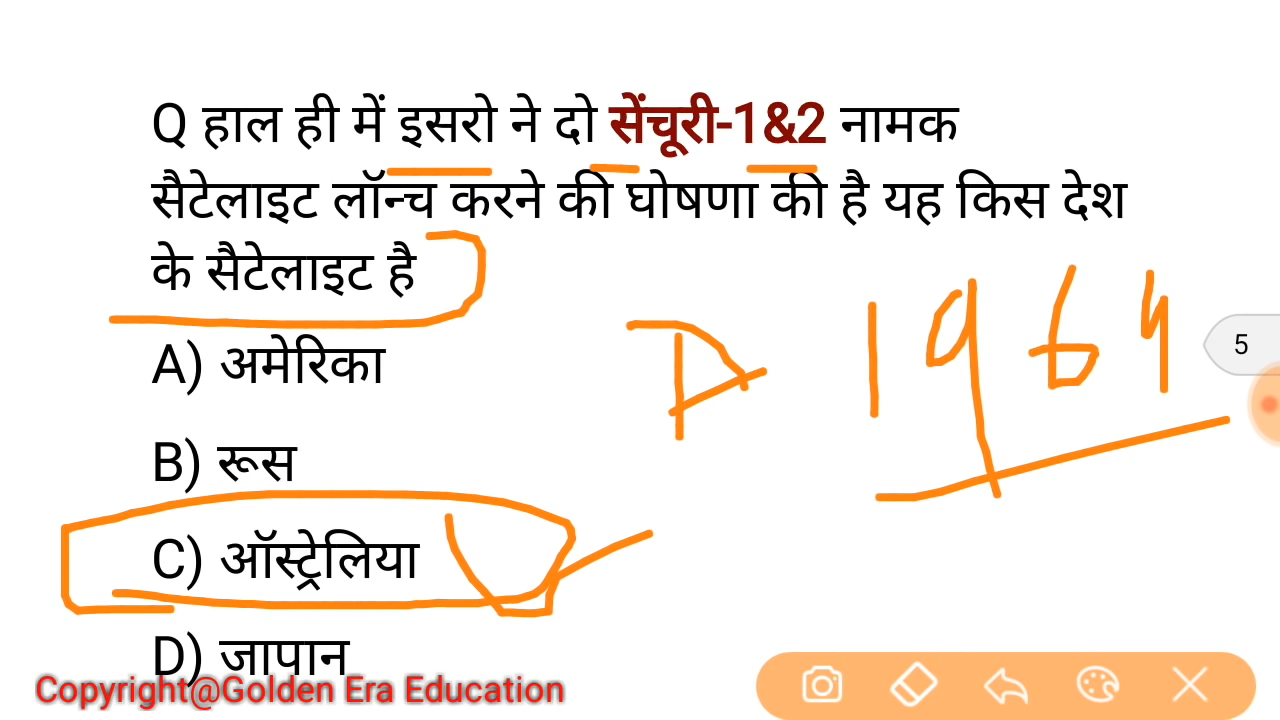 Q हाल ही में इसरो ने दो सेंचूरी-1&2 नामक
सैटेलाइट लॉन्च करने की घोषणा की है यह किस देश
के सैटेलाइट है
A) अमेरिका
D 1964
5
B) रूस
C) ऑस्ट्रेलिया
D) जापान
Copyright@Golden Era Education